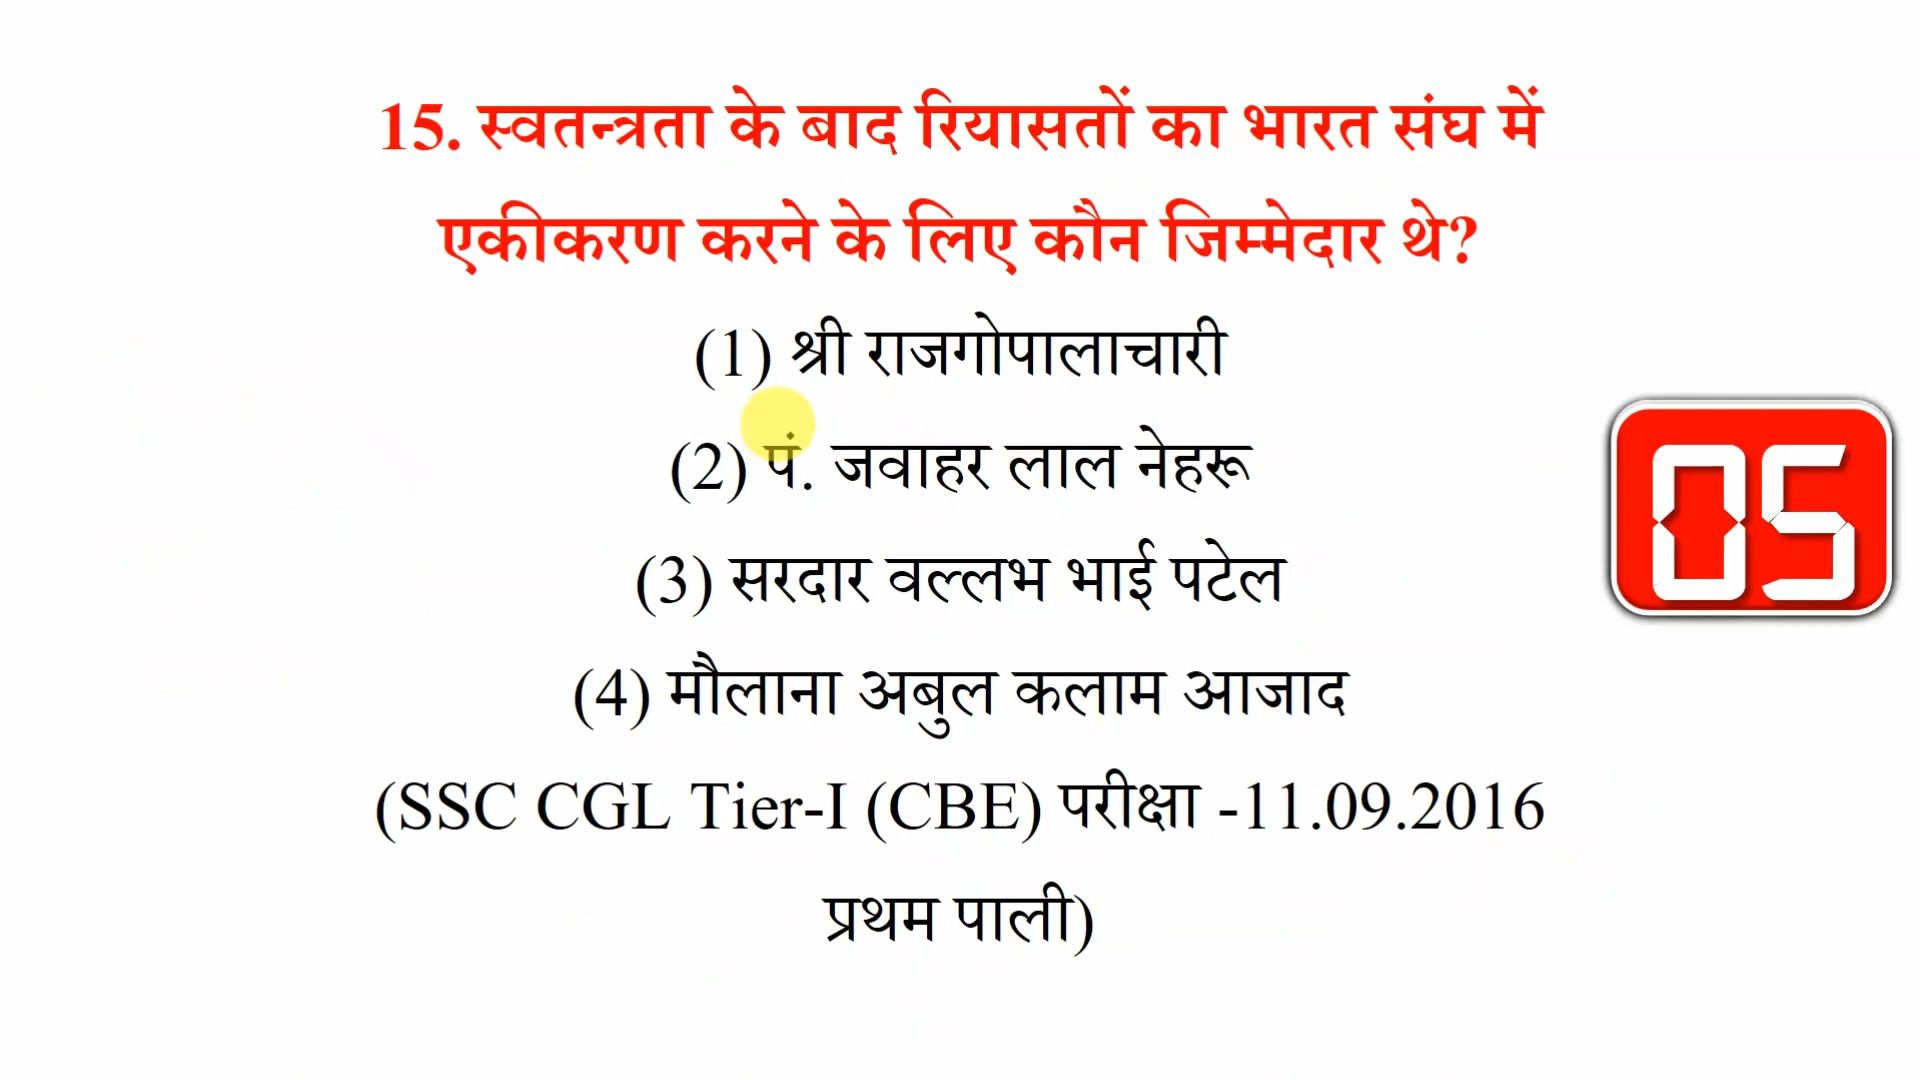 15. स्वतन्त्रता के बाद रियासतों का भारत संघ में
एकीकरण करने के लिए कौन जिम्मेदार थे?
(1) श्री राजगोपालाचारी
(2) पं. जवाहर लाल नेहरू
(3) सरदार वल्लभ भाई पटेल
(4) मौलाना अबुल कलाम आजाद
(SSC CGL Tier-I (CBE) परीक्षा -11.09.2016
प्रथम पाली)
05